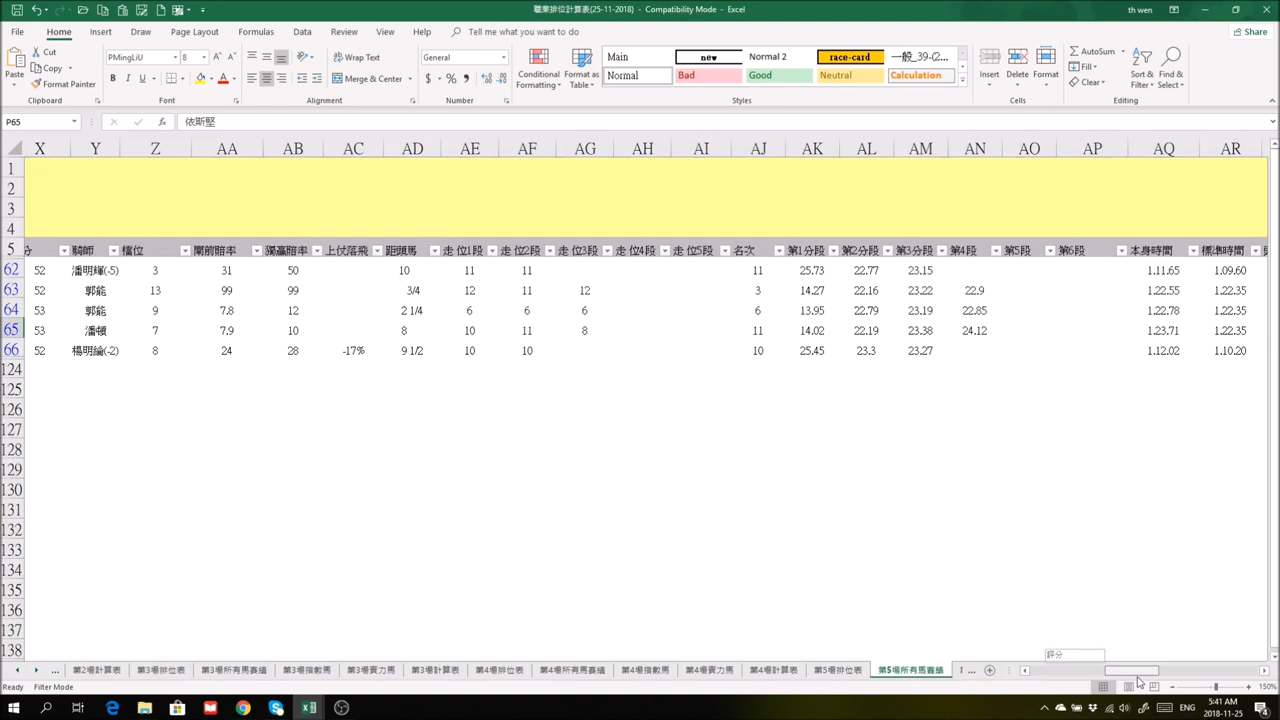 職業排位計算表(25-11-2018) - Compatibility Mode - Excel
th wen
File Home Insert Draw Page Layout Formulas Data Review View Help Tell me what you want to do Share
Paste Cut Copy Format Painter Clipboard
PMingLiU 8 B I U Font
Wrap Text Merge & Center Alignment
General $ % Number
Conditional Formatting Format as Table
Main new Normal 2 race-card 一般_39-(2...
Normal Bad Good Neutral Calculation
Styles
Insert Delete Format Cells
AutoSum Fill Clear Sort & Filter Find & Select Editing
P65 fx 依斯堅
X Y Z AA AB AC AD AE AF AG AH AI AJ AK AL AM AN AO AP AQ AR
1
2
3
4
5 分 騎師 檔位 開前賠率 獨贏賠率 上仗落飛 距頭馬 走 位1段 走 位2段 走 位3段 走 位4段 走 位5段 名次 第1分段 第2分段 第3分段 第4段 第5段 第6段 本身時間 標準時間
62 52 潘明輝(-5) 3 31 50 10 11 11 11 25.73 22.77 23.15 1.11.65 1.09.60
63 52 郭能 13 99 99 3/4 12 11 12 3 14.27 22.16 23.22 22.9 1.22.55 1.22.35
64 53 郭能 9 7.8 12 2 1/4 6 6 6 6 13.95 22.79 23.19 22.85 1.22.78 1.22.35
65 53 潘頓 7 7.9 10 8 10 11 8 11 14.02 22.19 23.38 24.12 1.23.71 1.22.35
66 52 楊明綸(-2) 8 24 28 -17% 9 1/2 10 10 10 25.45 23.3 23.27 1.12.02 1.10.20
124
125
126
127
128
129
130
131
132
133
134
135
136
137
138
評分
... 第2場計算表 第3場排位表 第3場所有馬賽績 第3場指數馬 第3場實力馬 第3場計算表 第4場排位表 第4場所有馬賽績 第4場指數馬 第4場實力馬 第4場計算表 第5場排位表 第5場所有馬賽績 ...
Ready Filter Mode 150%
ENG 5:41 AM 2018-11-25 4